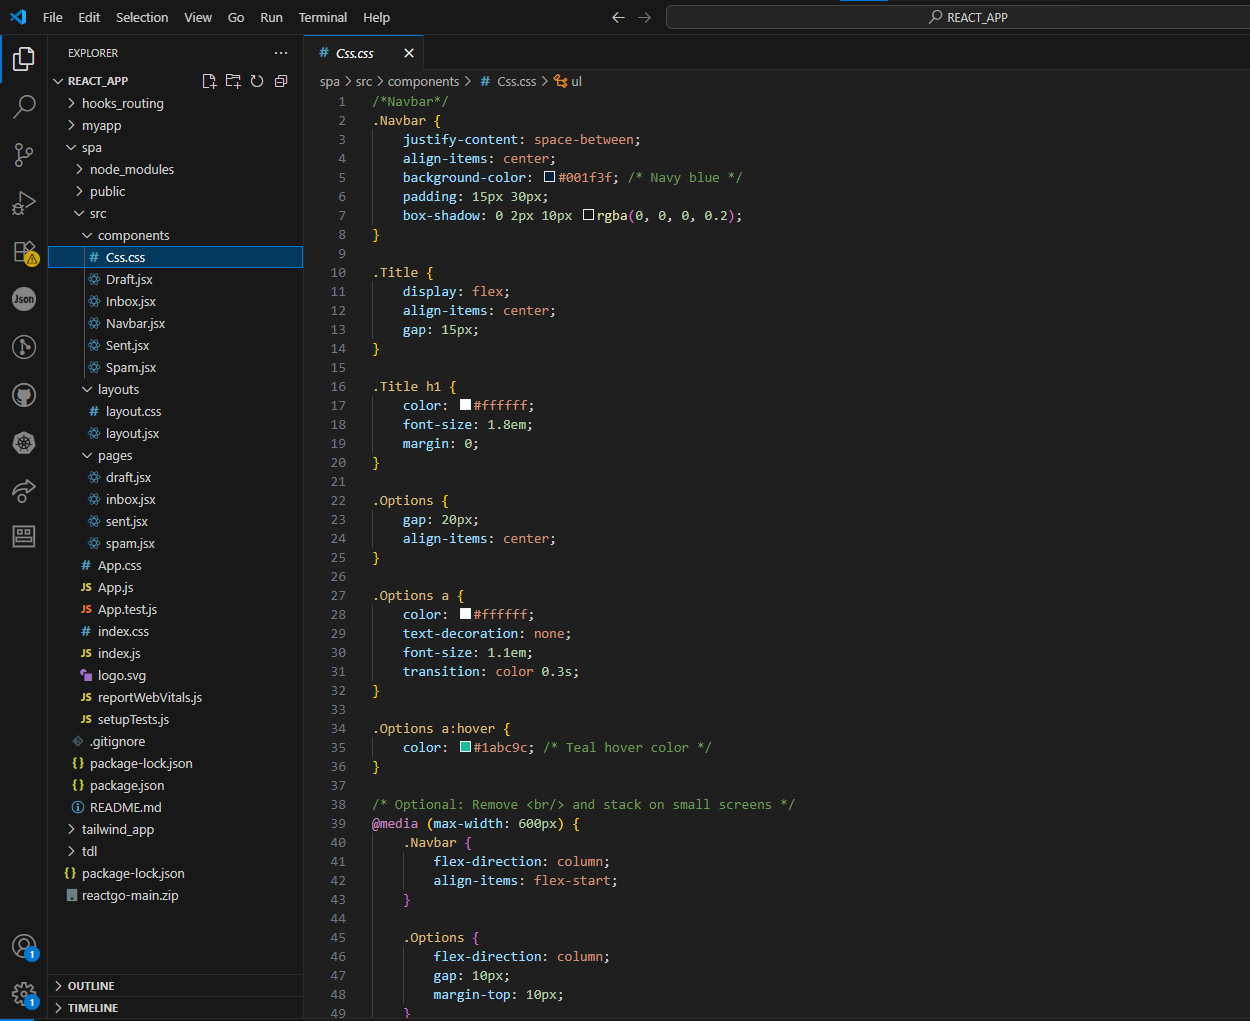 File Edit Selection View Go Run Terminal Help
REACT_APP
EXPLORER
REACT_APP
hooks_routing
myapp
spa
node_modules
public
src
components
# Css.css
Draft.jsx
Inbox.jsx
Navbar.jsx
Sent.jsx
Spam.jsx
layouts
# layout.css
layout.jsx
pages
draft.jsx
inbox.jsx
sent.jsx
spam.jsx
# App.css
JS App.js
JS App.test.js
# index.css
JS index.js
logo.svg
JS reportWebVitals.js
JS setupTests.js
.gitignore
{} package-lock.json
{} package.json
README.md
tailwind_app
tdl
{} package-lock.json
reactgo-main.zip
OUTLINE
TIMELINE
Json
1
1
# Css.css
spa > src > components > # Css.css > ul
1 /*Navbar*/
2 .Navbar {
3 justify-content: space-between;
4 align-items: center;
5 background-color: #001f3f; /* Navy blue */
6 padding: 15px 30px;
7 box-shadow: 0 2px 10px rgba(0, 0, 0, 0.2);
8 }
9
10 .Title {
11 display: flex;
12 align-items: center;
13 gap: 15px;
14 }
15
16 .Title h1 {
17 color: #ffffff;
18 font-size: 1.8em;
19 margin: 0;
20 }
21
22 .Options {
23 gap: 20px;
24 align-items: center;
25 }
26
27 .Options a {
28 color: #ffffff;
29 text-decoration: none;
30 font-size: 1.1em;
31 transition: color 0.3s;
32 }
33
34 .Options a:hover {
35 color: #1abc9c; /* Teal hover color */
36 }
37
38 /* Optional: Remove <br/> and stack on small screens */
39 @media (max-width: 600px) {
40 .Navbar {
41 flex-direction: column;
42 align-items: flex-start;
43 }
44
45 .Options {
46 flex-direction: column;
47 gap: 10px;
48 margin-top: 10px;
49 }